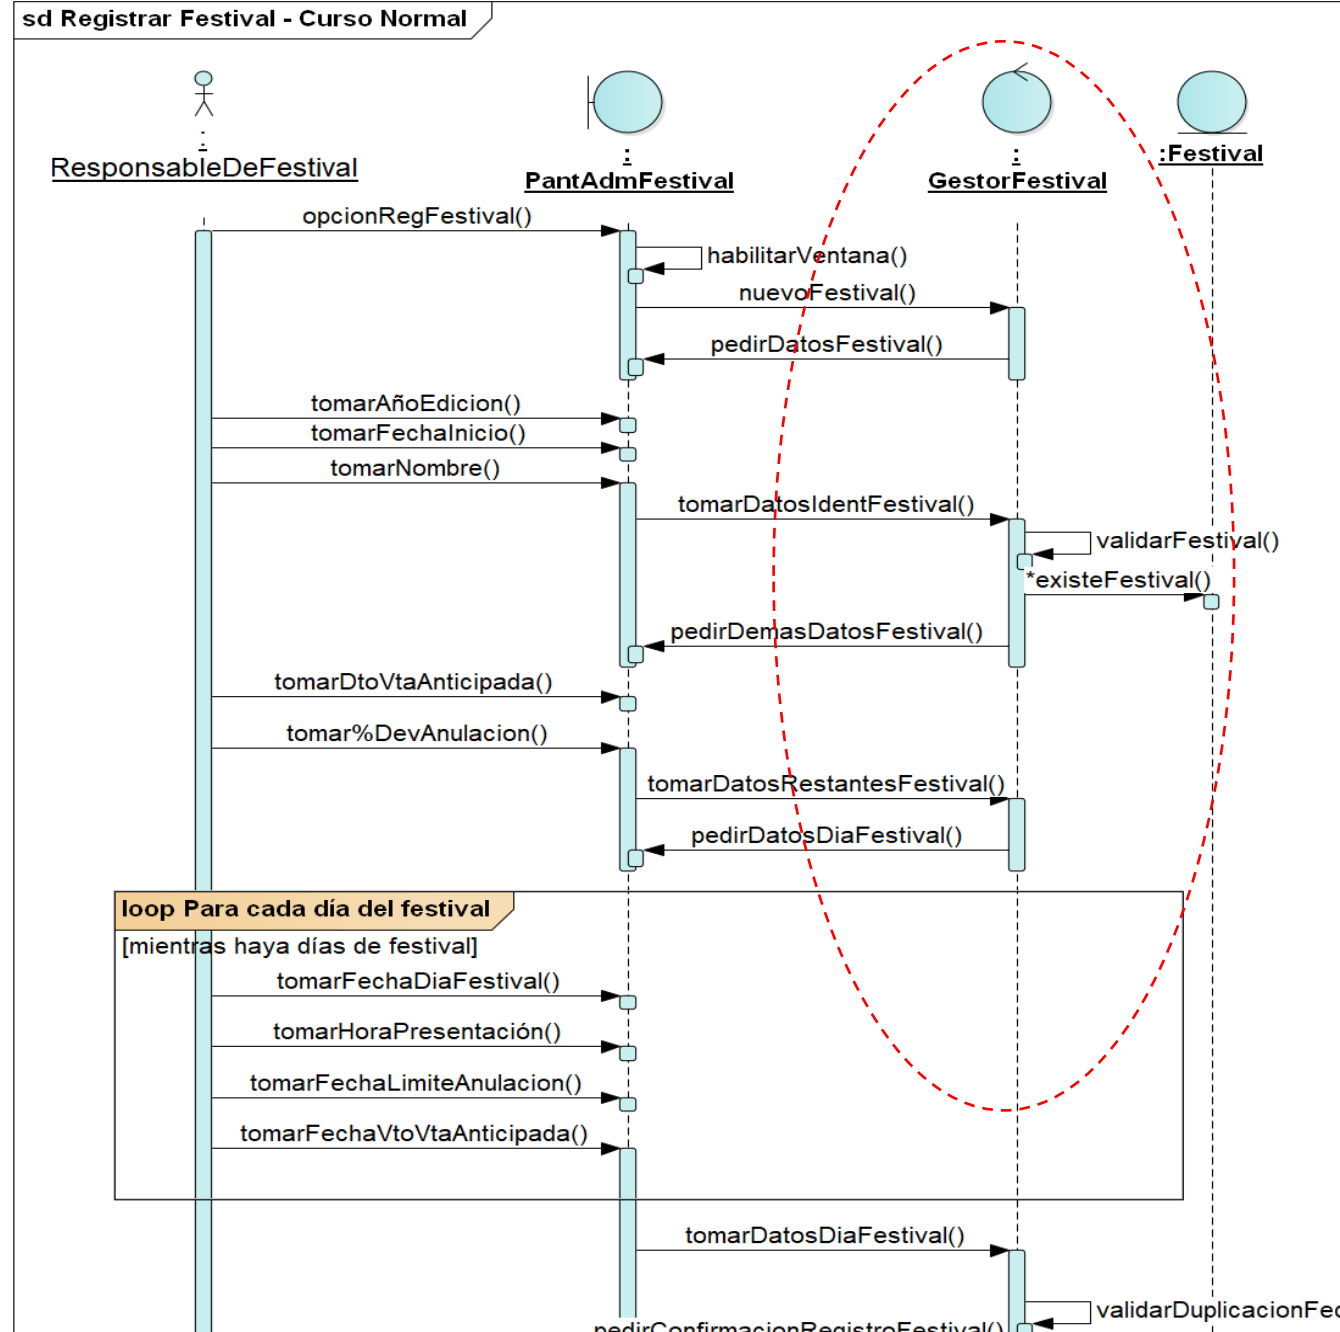 sd Registrar Festival - Curso Normal
:
ResponsableDeFestival
:
PantAdmFestival
:
GestorFestival
:Festival
opcionRegFestival()
habilitarVentana()
nuevoFestival()
pedirDatosFestival()
tomarAñoEdicion()
tomarFechaInicio()
tomarNombre()
tomarDatosIdentFestival()
validarFestival()
*existeFestival()
pedirDemasDatosFestival()
tomarDtoVtaAnticipada()
tomar%DevAnulacion()
tomarDatosRestantesFestival()
pedirDatosDiaFestival()
loop Para cada día del festival
[mientras haya días de festival]
tomarFechaDiaFestival()
tomarHoraPresentación()
tomarFechaLimiteAnulacion()
tomarFechaVtoVtaAnticipada()
tomarDatosDiaFestival()
validarDuplicacionFec
pedirConfirmacionRegistroFestival()